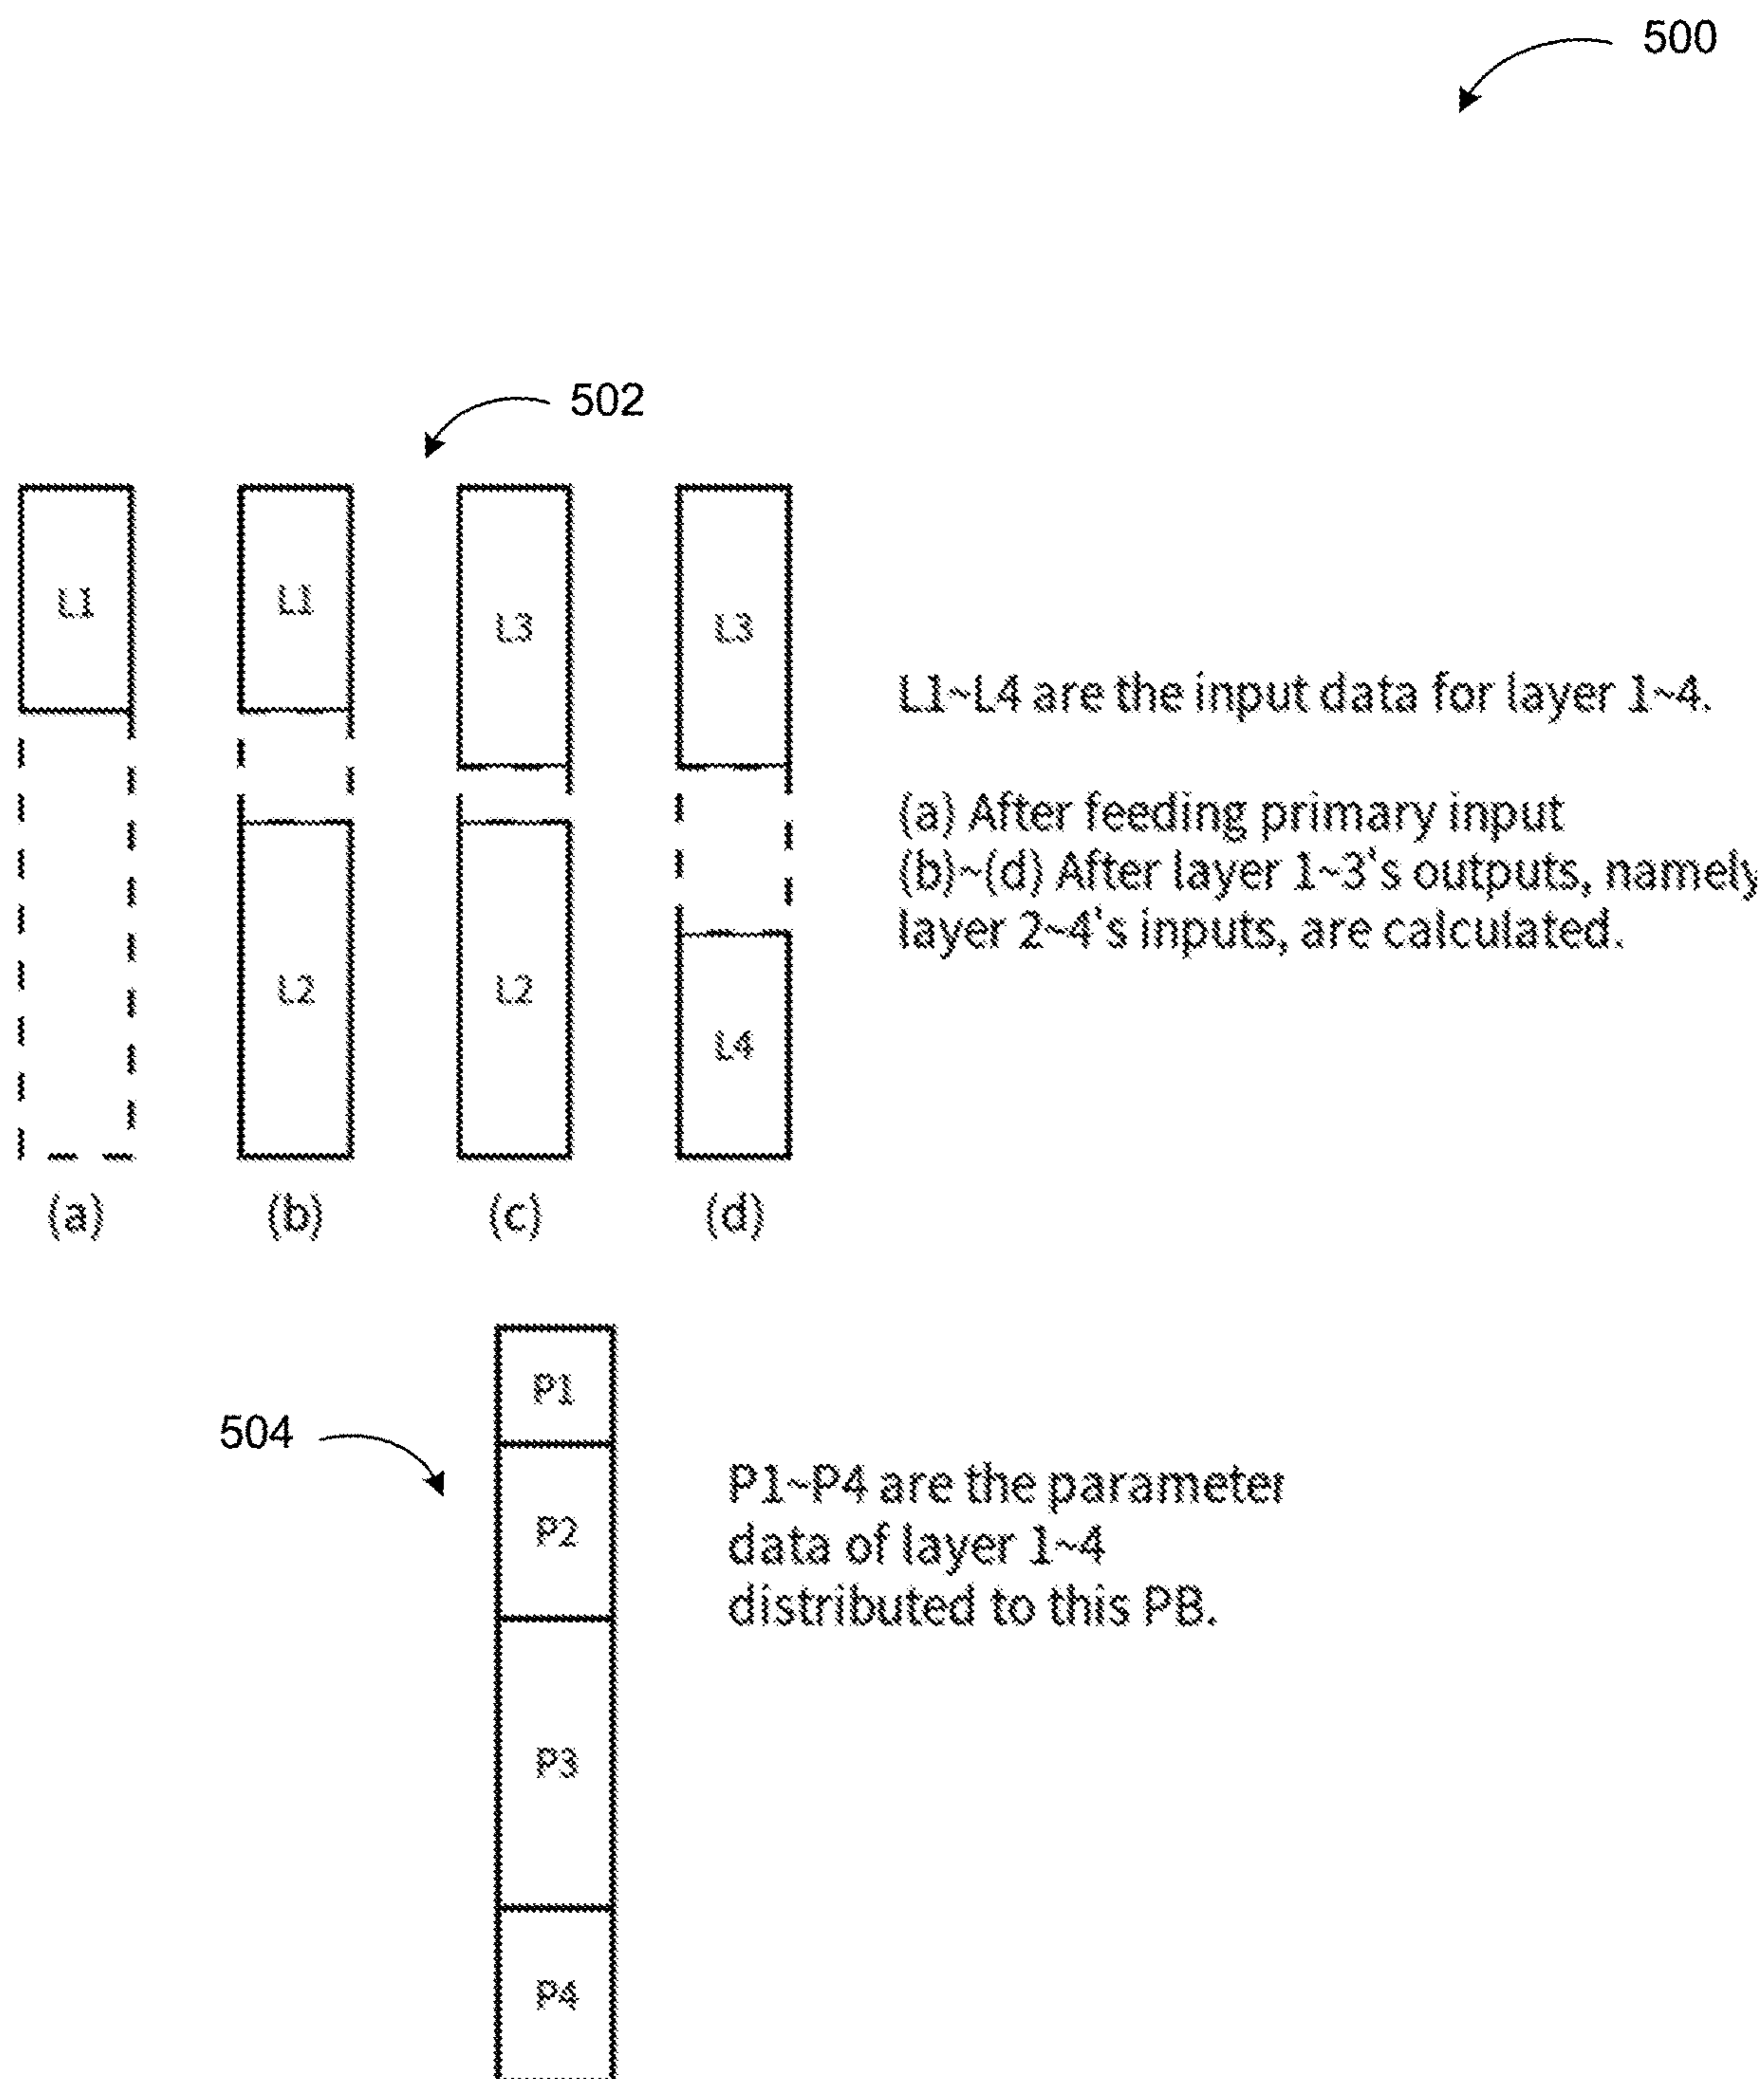 500
502
L1
L1
L3
L3
L2
L2
L4
(a)
(b)
(c)
(d)
L1~L4 are the input data for layer 1~4.
(a) After feeding primary input
(b)~(d) After layer 1~3's outputs, namely
layer 2~4's inputs, are calculated.
504
P1
P2
P3
P4
P1~P4 are the parameter
data of layer 1~4
distributed to this PB.